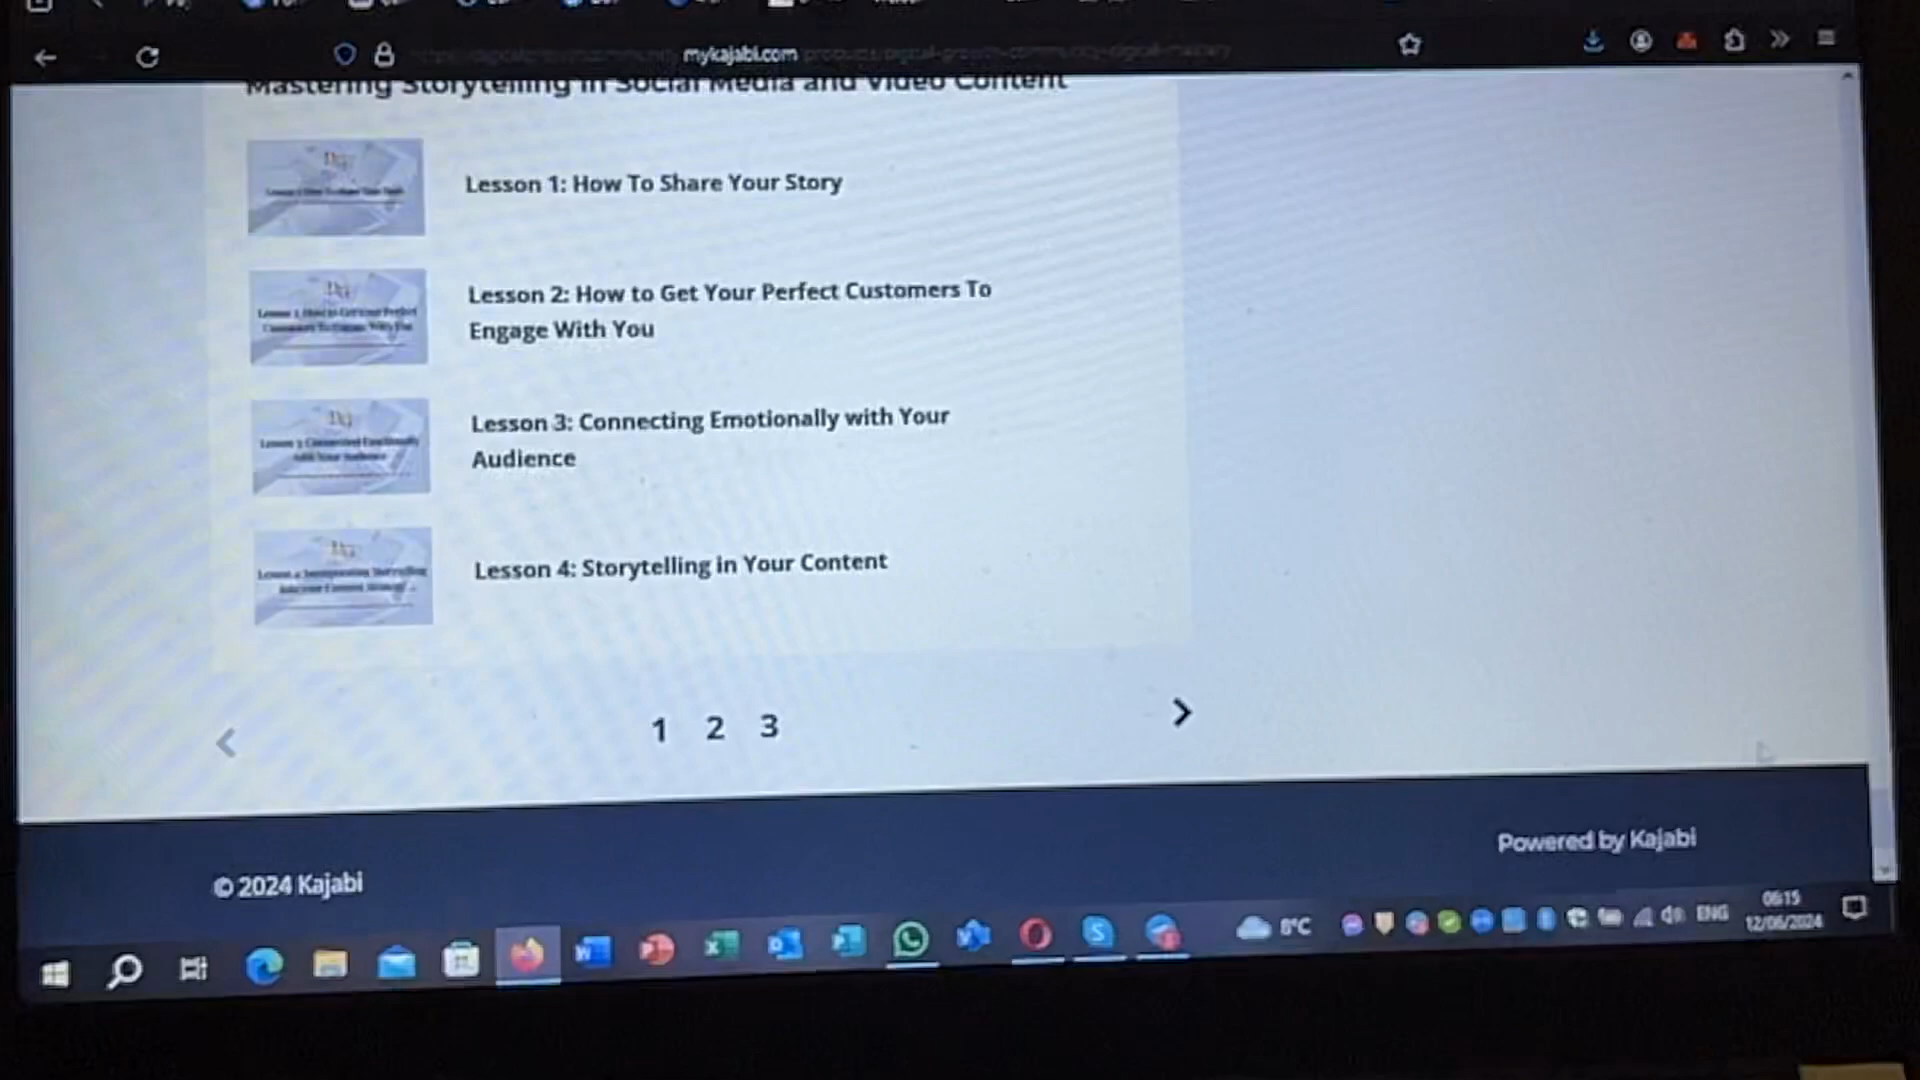 mykajabi.com
Mastering Storytelling in Social Media and Video Content
Lesson 1: How To Share Your Story
Lesson 2: How to Get Your Perfect Customers To
Engage With You
Lesson 3: Connecting Emotionally with Your
Audience
Lesson 4: Storytelling in Your Content
1 2 3
Powered by Kajabi
© 2024 Kajabi
8°C
ENG
06:15
12/06/2024